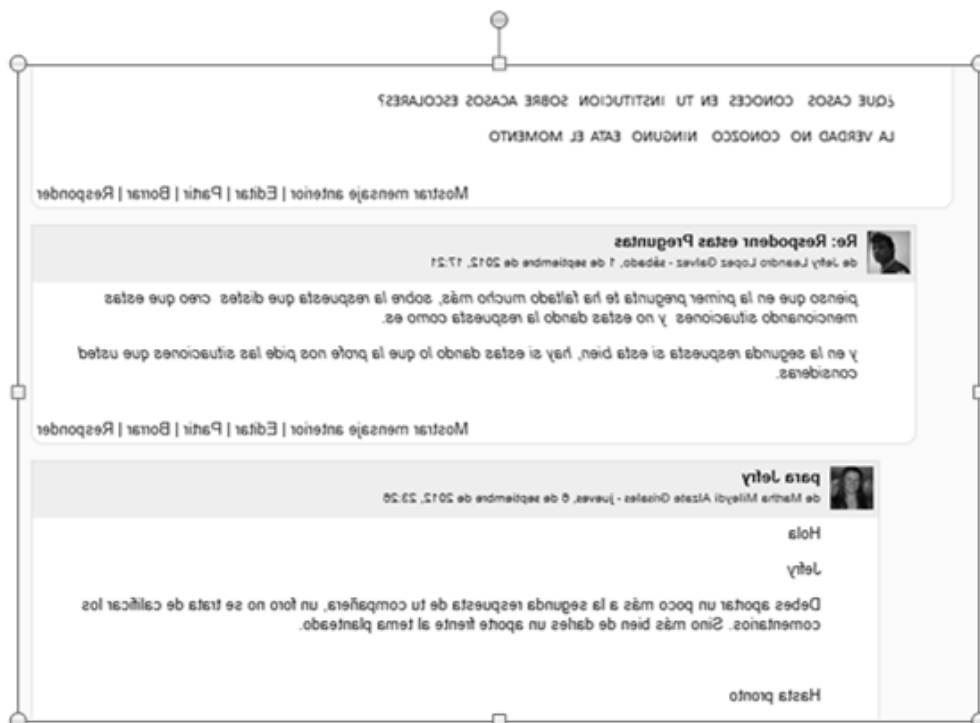 ¿QUE CASOS CONOCES EN TU INSTITUCION SOBRE ACASOS ESCOLARES?
LA VERDAD NO CONOZCO NINGUNO EATA EL MOMENTO
Mostrar mensaje anterior | Editar | Partir | Borrar | Responder
Re: Respodenr estas Preguntas
de Jefry Leandro Lopez Galvez - sábado, 1 de septiembre de 2012, 17:21
pienso que en la primer pregunta te ha faltado mucho más, sobre la respuesta que distes creo que estas
mencionando situaciones y no estas dando la respuesta como es.
y en la segunda respuesta si esta bien, hay si estas dando lo que la profe nos pide las situaciones que usted
consideras.
Mostrar mensaje anterior | Editar | Partir | Borrar | Responder
para Jefry
de Martha Mileydi Alzate Grisales - jueves, 6 de septiembre de 2012, 23:26
Hola
Jefry
Debes aportar un poco más a la segunda respuesta de tu compañera, un foro no se trata de calificar los
comentarios. Sino más bien de darles un aporte frente al tema planteado.
Hasta pronto